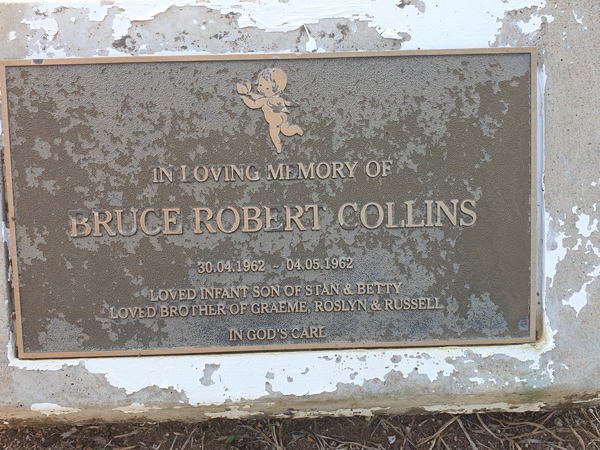 IN LOVING MEMORY OF
BRUCE ROBERT COLLINS
30.04.1962 ~ 04.05.1962
LOVED INFANT SON OF STAN & BETTY
LOVED BROTHER OF GRAEME, ROSLYN & RUSSELL
IN GOD'S CARE